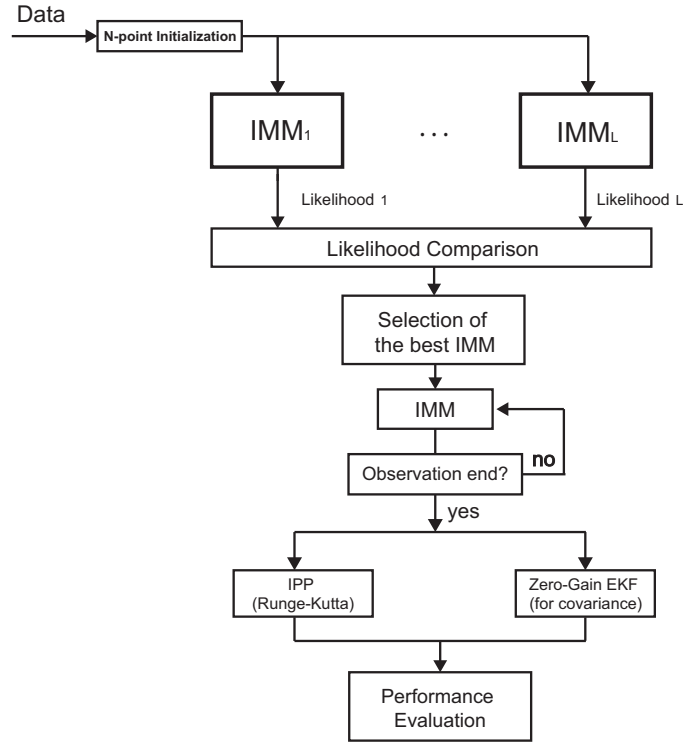 Data
N-point Initialization
IMM1
...
IMML
Likelihood 1
Likelihood L
Likelihood Comparison
Selection of
the best IMM
IMM
Observation end?
no
yes
IPP
(Runge-Kutta)
Zero-Gain EKF
(for covariance)
Performance
Evaluation